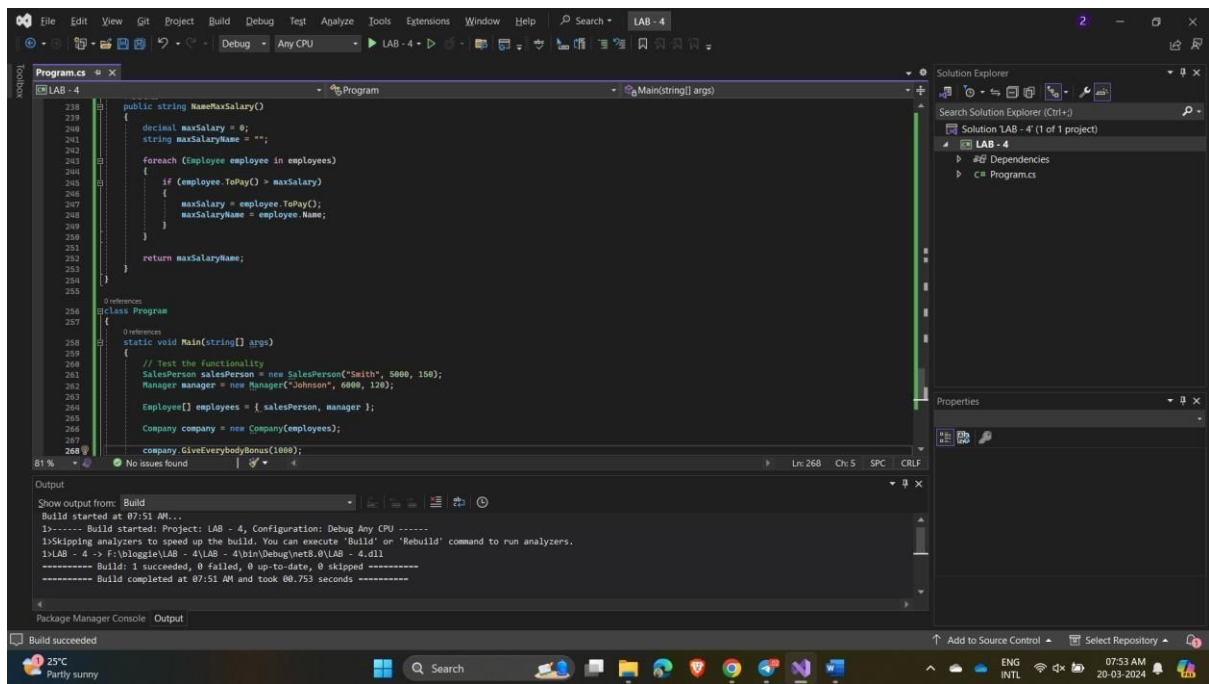 File Edit View Git Project Build Debug Test Analyze Tools Extensions Window Help Search LAB - 4 2
Debug Any CPU LAB - 4
Toolbox
Program.cs
LAB - 4 Program Main(string[] args)
238 public string NameMaxSalary()
239 {
240 decimal maxSalary = 0;
241 string maxSalaryName = "";
242
243 foreach (Employee employee in employees)
244 {
245 if (employee.ToPay() > maxSalary)
246 {
247 maxSalary = employee.ToPay();
248 maxSalaryName = employee.Name;
249 }
250 }
251
252 return maxSalaryName;
253 }
254 }
255
0 references
256 class Program
257 {
0 references
258 static void Main(string[] args)
259 {
260 // Test the functionality
261 SalesPerson salesPerson = new SalesPerson("Smith", 5000, 150);
262 Manager manager = new Manager("Johnson", 6000, 120);
263
264 Employee[] employees = { salesPerson, manager };
265
266 Company company = new Company(employees);
267
268 company.GiveEverybodyBonus(1000);
81 % No issues found Ln: 268 Ch: 5 SPC CRLF
Output
Show output from: Build
Build started at 07:51 AM...
1>------ Build started: Project: LAB - 4, Configuration: Debug Any CPU ------
1>Skipping analyzers to speed up the build. You can execute 'Build' or 'Rebuild' command to run analyzers.
1>LAB - 4 -> F:\bloggie\LAB - 4\LAB - 4\bin\Debug\net8.0\LAB - 4.dll
========== Build: 1 succeeded, 0 failed, 0 up-to-date, 0 skipped ==========
========== Build completed at 07:51 AM and took 00.753 seconds ==========
Package Manager Console Output
Solution Explorer
Search Solution Explorer (Ctrl+;)
Solution 'LAB - 4' (1 of 1 project)
LAB - 4
Dependencies
C# Program.cs
Properties
Build succeeded Add to Source Control Select Repository 1
1 25°C
Partly sunny
Search
ENG
INTL
07:53 AM
20-03-2024